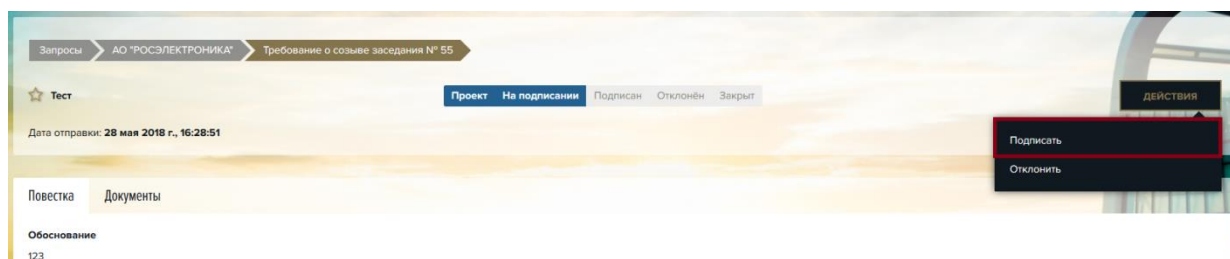 Запросы АО "РОСЭЛЕКТРОНИКА" Требование о созыве заседания № 55
Тест
Проект На подписании Подписан Отклонён Закрыт
ДЕЙСТВИЯ
Дата отправки: 28 мая 2018 г., 16:28:51
Подписать
Отклонить
Повестка Документы
Обоснование
123